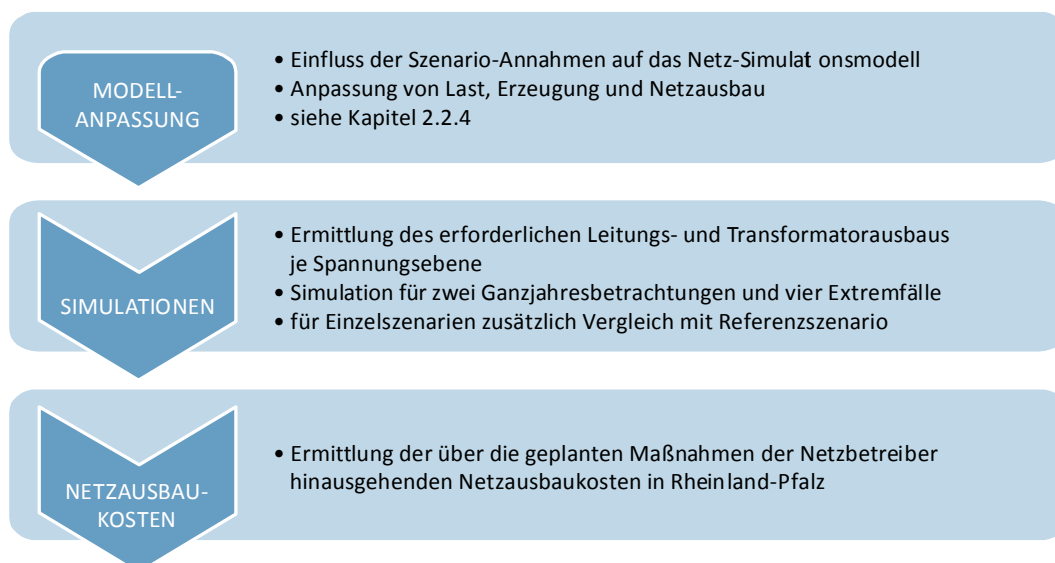 MODELL-
ANPASSUNG
• Einfluss der Szenario-Annahmen auf das Netz-Simulat onsmodell
• Anpassung von Last, Erzeugung und Netzausbau
• siehe Kapitel 2.2.4
SIMULATIONEN
• Ermittlung des erforderlichen Leitungs- und Transformatorausbaus
je Spannungsebene
• Simulation für zwei Ganzjahresbetrachtungen und vier Extremfälle
• für Einzelszenarien zusätzlich Vergleich mit Referenzszenario
NETZAUSBAU-
KOSTEN
• Ermittlung der über die geplanten Maßnahmen der Netzbetreiber
hinausgehenden Netzausbaukosten in Rheinland-Pfalz